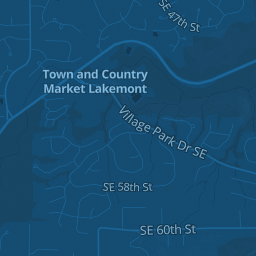 SE 47th St
Town and Country
Market Lakemont
Village Park Dr SE
SE 58th St
SE 60th St